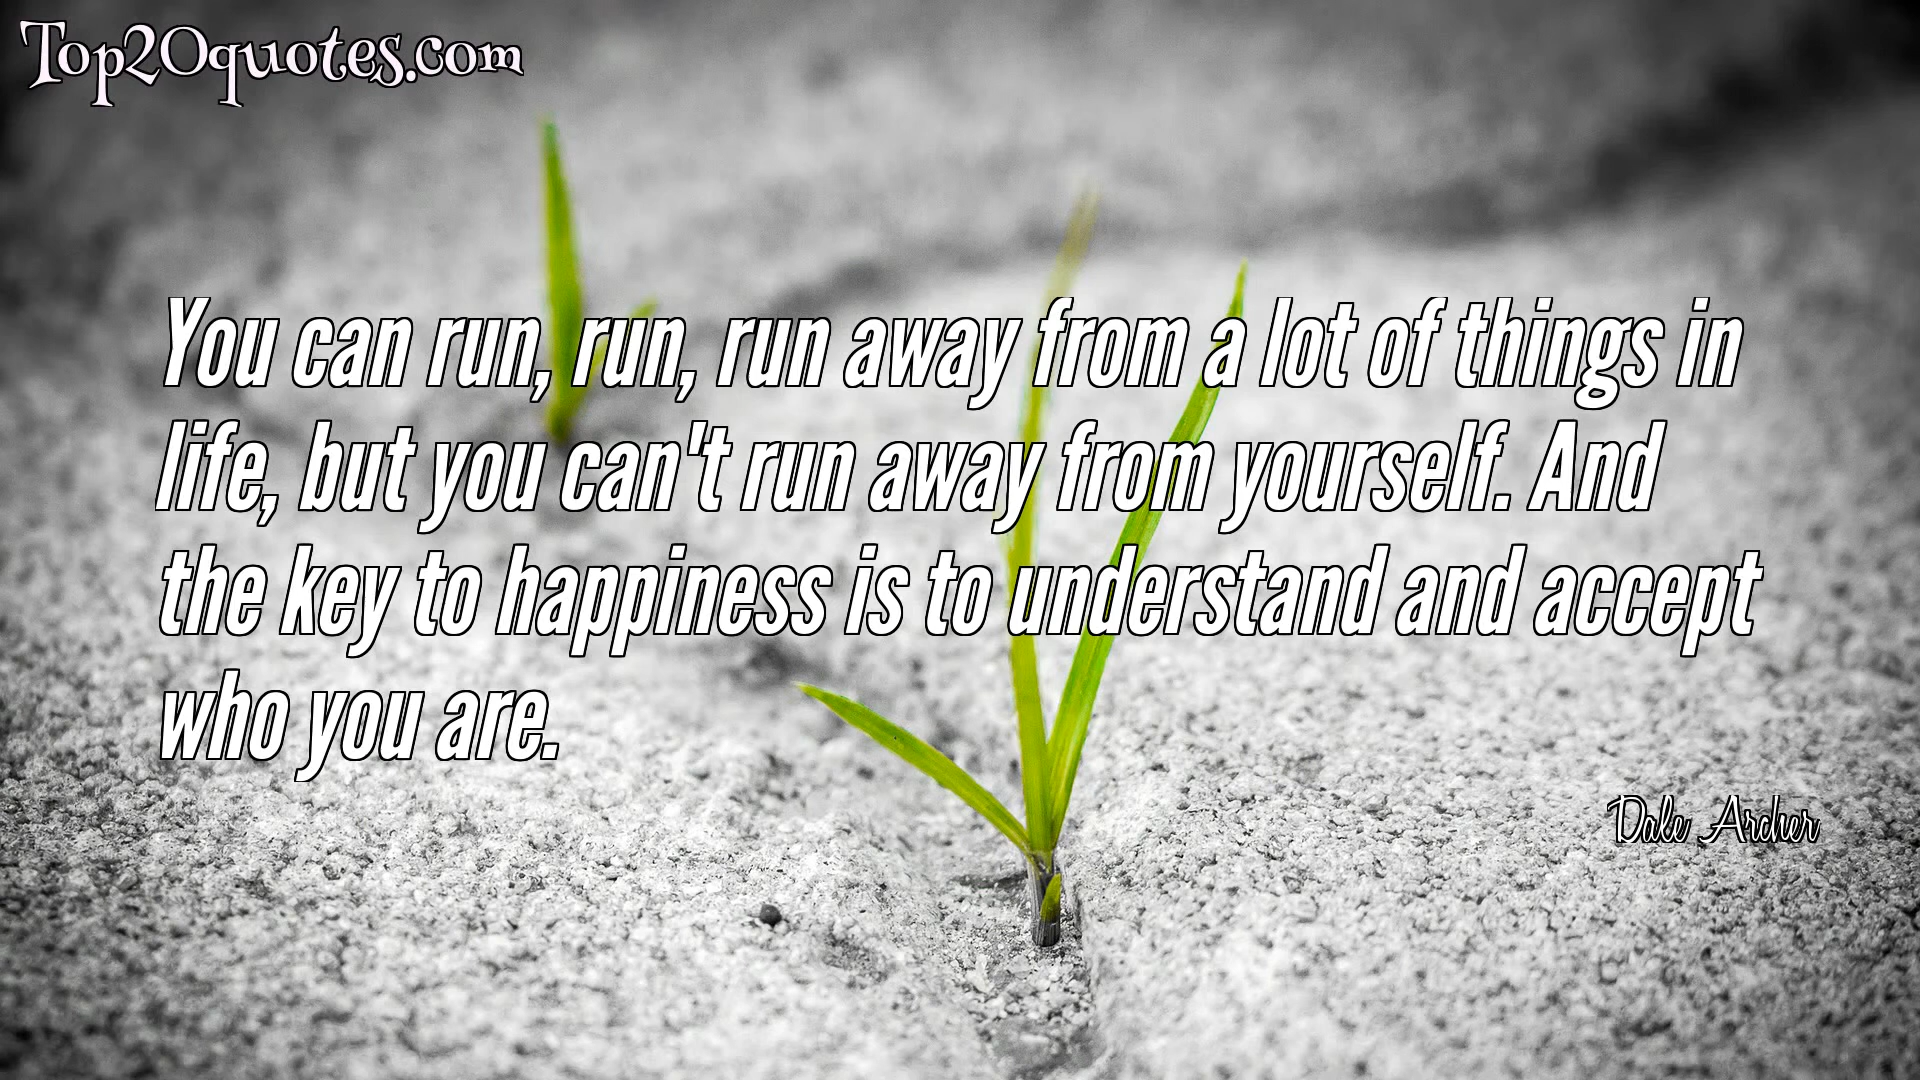 Top20quotes.com
You can run, run, run away from a lot of things in
life, but you can't run away from yourself. And
the key to happiness is to understand and accept
who you are.
Dale Archer